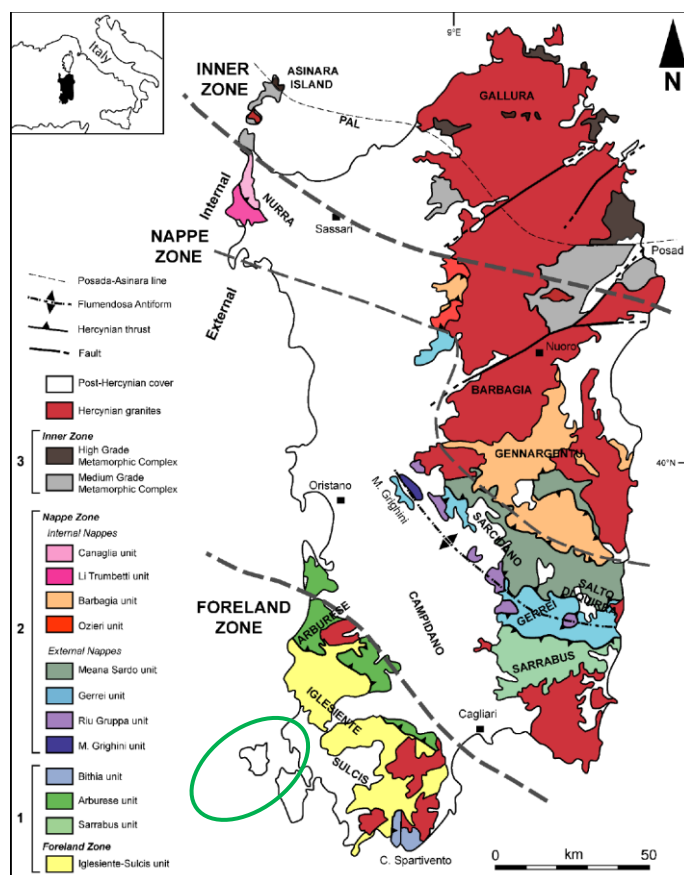 Italy
9°E
N
INNER
ZONE
ASINARA
ISLAND
PAL
GALLURA
Internal
NURRA
Sassari
NAPPE
ZONE
External
Posad
Nuoro
BARBAGIA
GENNARGENTU
40°N
Oristano
M. Grighini
SARCIDANO
SALTO
DI QUIRRA
GERREI
SARRABUS
FORELAND
ZONE
ARBURESE
CAMPIDANO
IGLESIENTE
SULCIS
Cagliari
C. Spartivento
0 km 50
Posada-Asinara line
Flumendosa Antiform
Hercynian thrust
Fault
Post-Hercynian cover
Hercynian granites
Inner Zone
3
High Grade
Metamorphic Complex
Medium Grade
Metamorphic Complex
Nappe Zone
Internal Nappes
Canaglia unit
Li Trumbetti unit
Barbagia unit
Ozieri unit
2
External Nappes
Meana Sardo unit
Gerrei unit
Riu Gruppa unit
M. Grighini unit
Bithia unit
1
Arburese unit
Sarrabus unit
Foreland Zone
Iglesiente-Sulcis unit